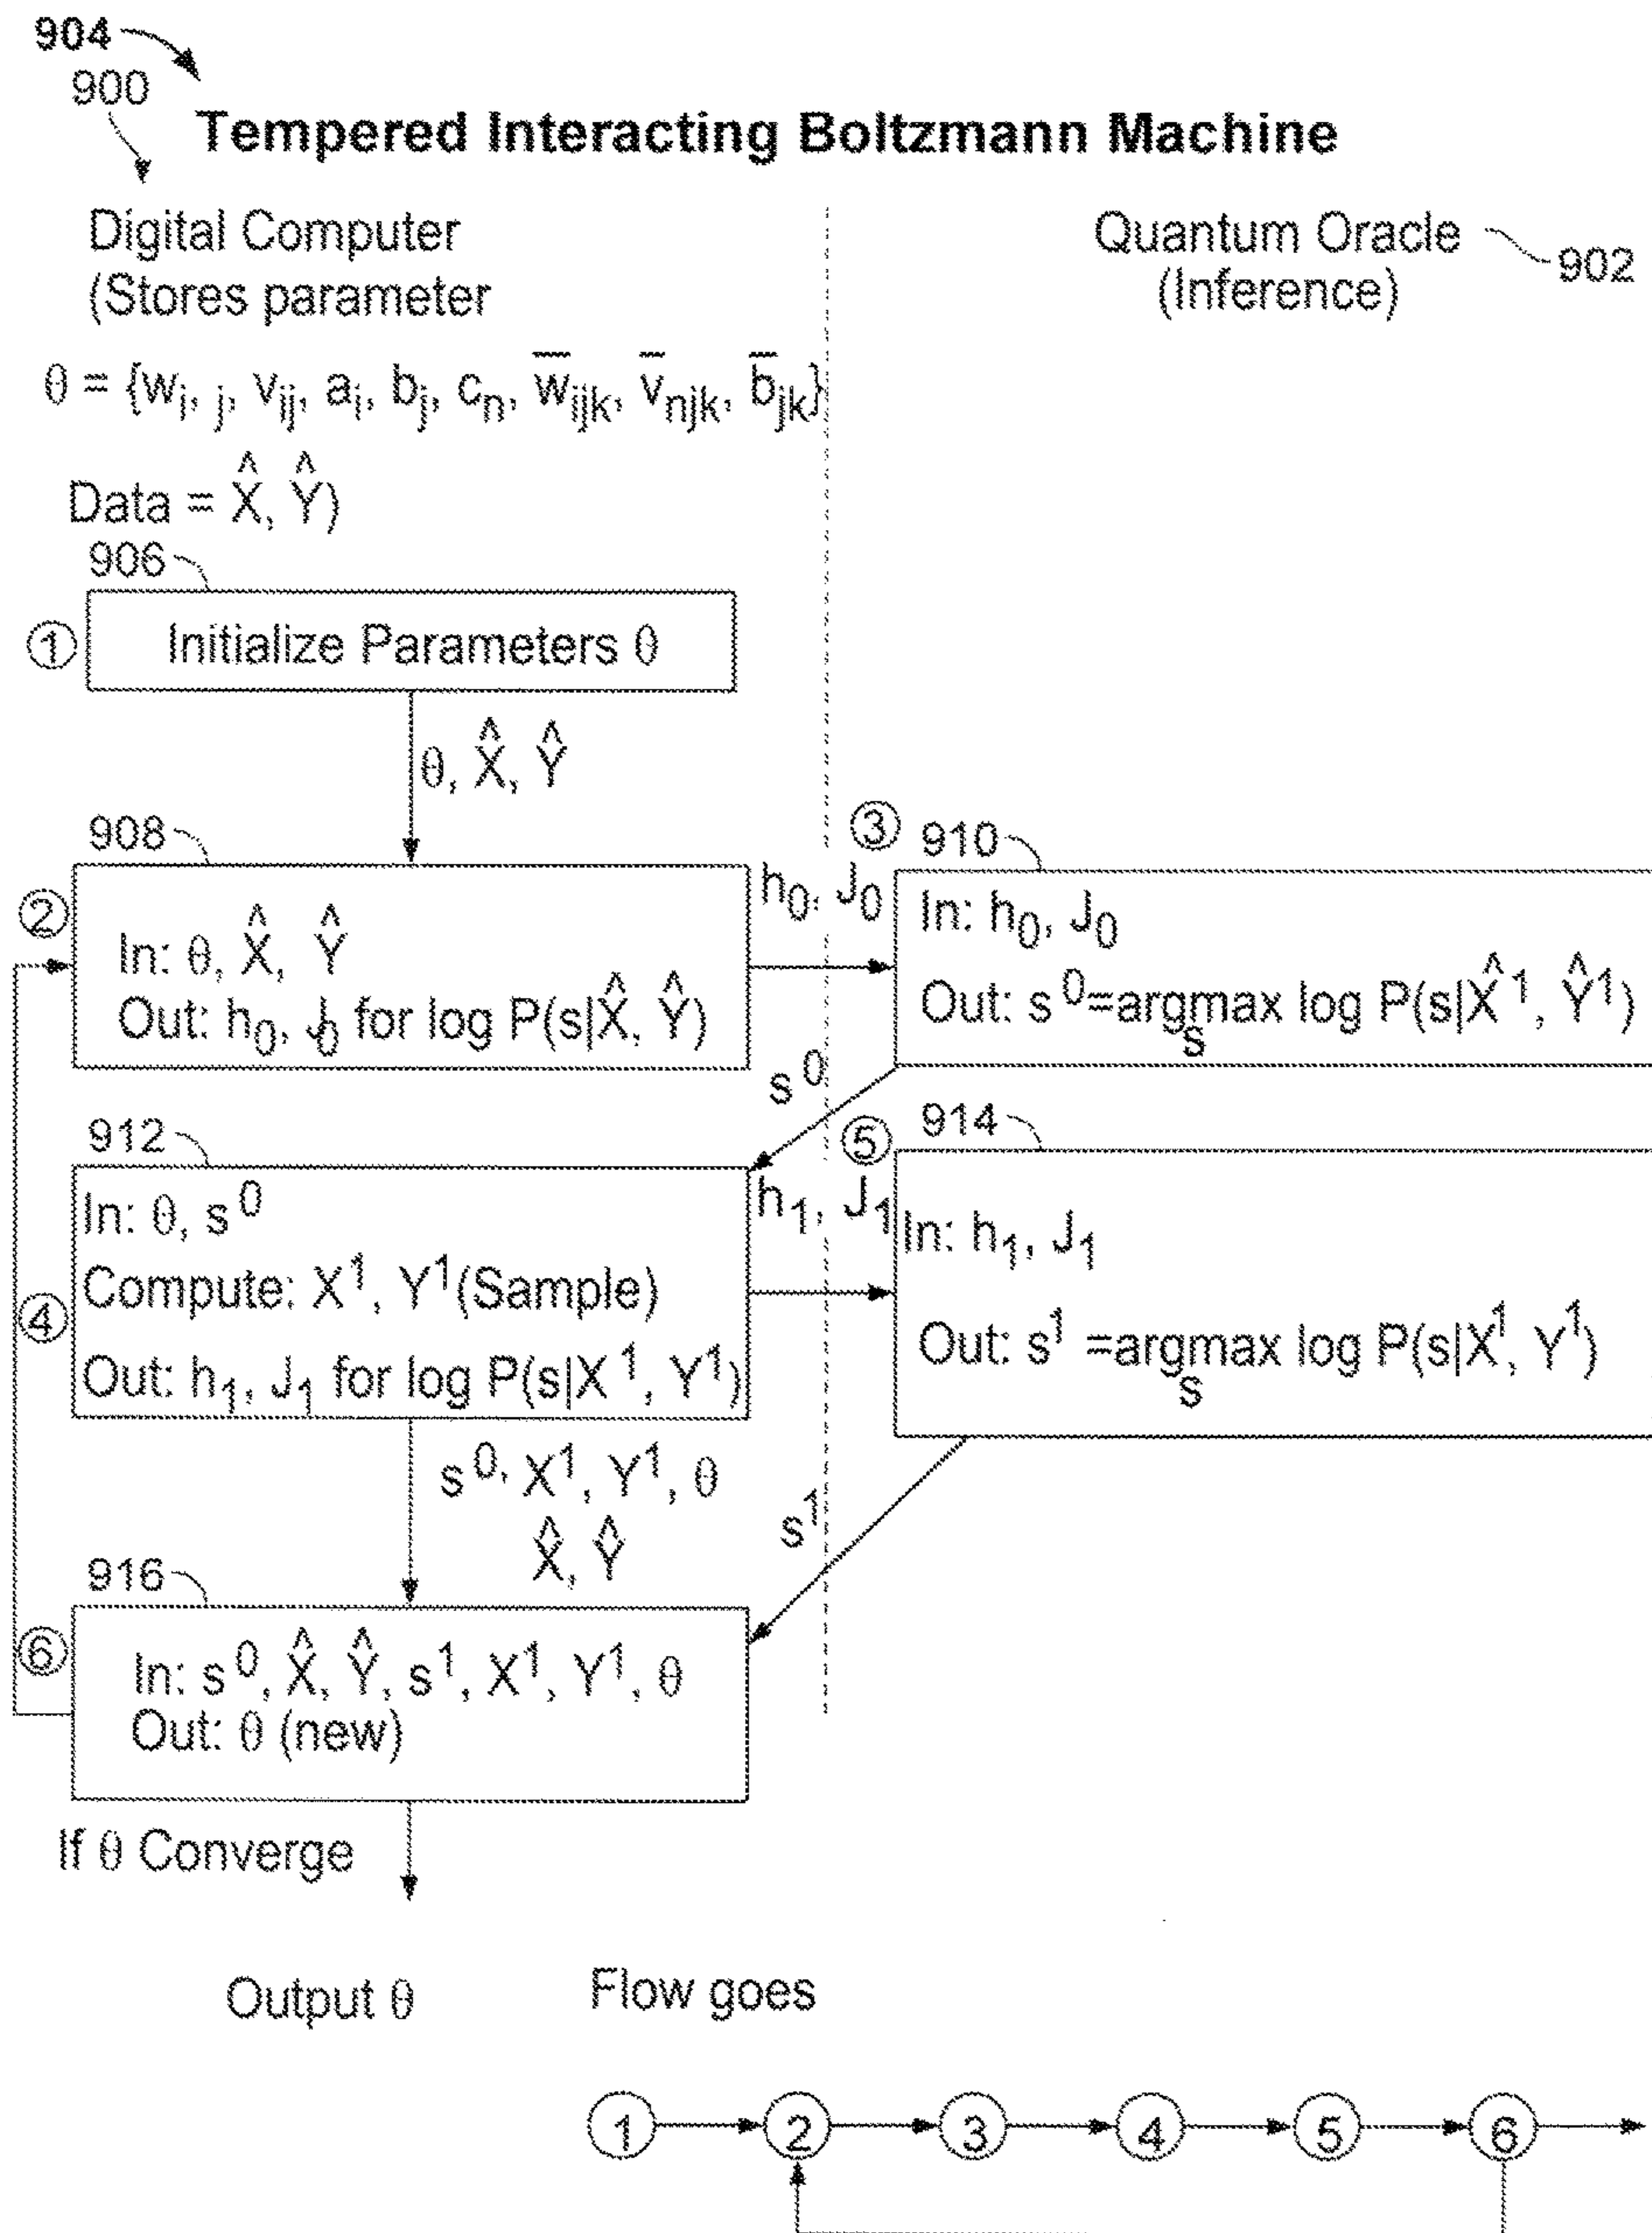 904
900
Tempered Interacting Boltzmann Machine
Digital Computer
(Stores parameter
Quantum Oracle
(Inference)
902
θ = {w_i, _j, v_ij, a_i, b_j, c_n, w̅_ijk, v̅_njk, b̅_jk}
Data = X̂, Ŷ)
906
① Initialize Parameters θ
θ, X̂, Ŷ
908
②
In: θ, X̂, Ŷ
Out: h_0, J_0 for log P(s|X̂, Ŷ)
h_0, J_0
③
910
In: h_0, J_0
Out: s^0=argmax log P(s|X̂^1, Ŷ^1)
s
s^0
912
④
In: θ, s^0
Compute: X^1, Y^1(Sample)
Out: h_1, J_1 for log P(s|X^1, Y^1)
h_1, J_1
⑤
914
In: h_1, J_1
Out: s^1 =argmax log P(s|X^1, Y^1)
s
s^0, X^1, Y^1, θ
X̂, Ŷ
s^1
916
⑥
In: s^0, X̂, Ŷ, s^1, X^1, Y^1, θ
Out: θ (new)
If θ Converge
Output θ
Flow goes
① ② ③ ④ ⑤ ⑥